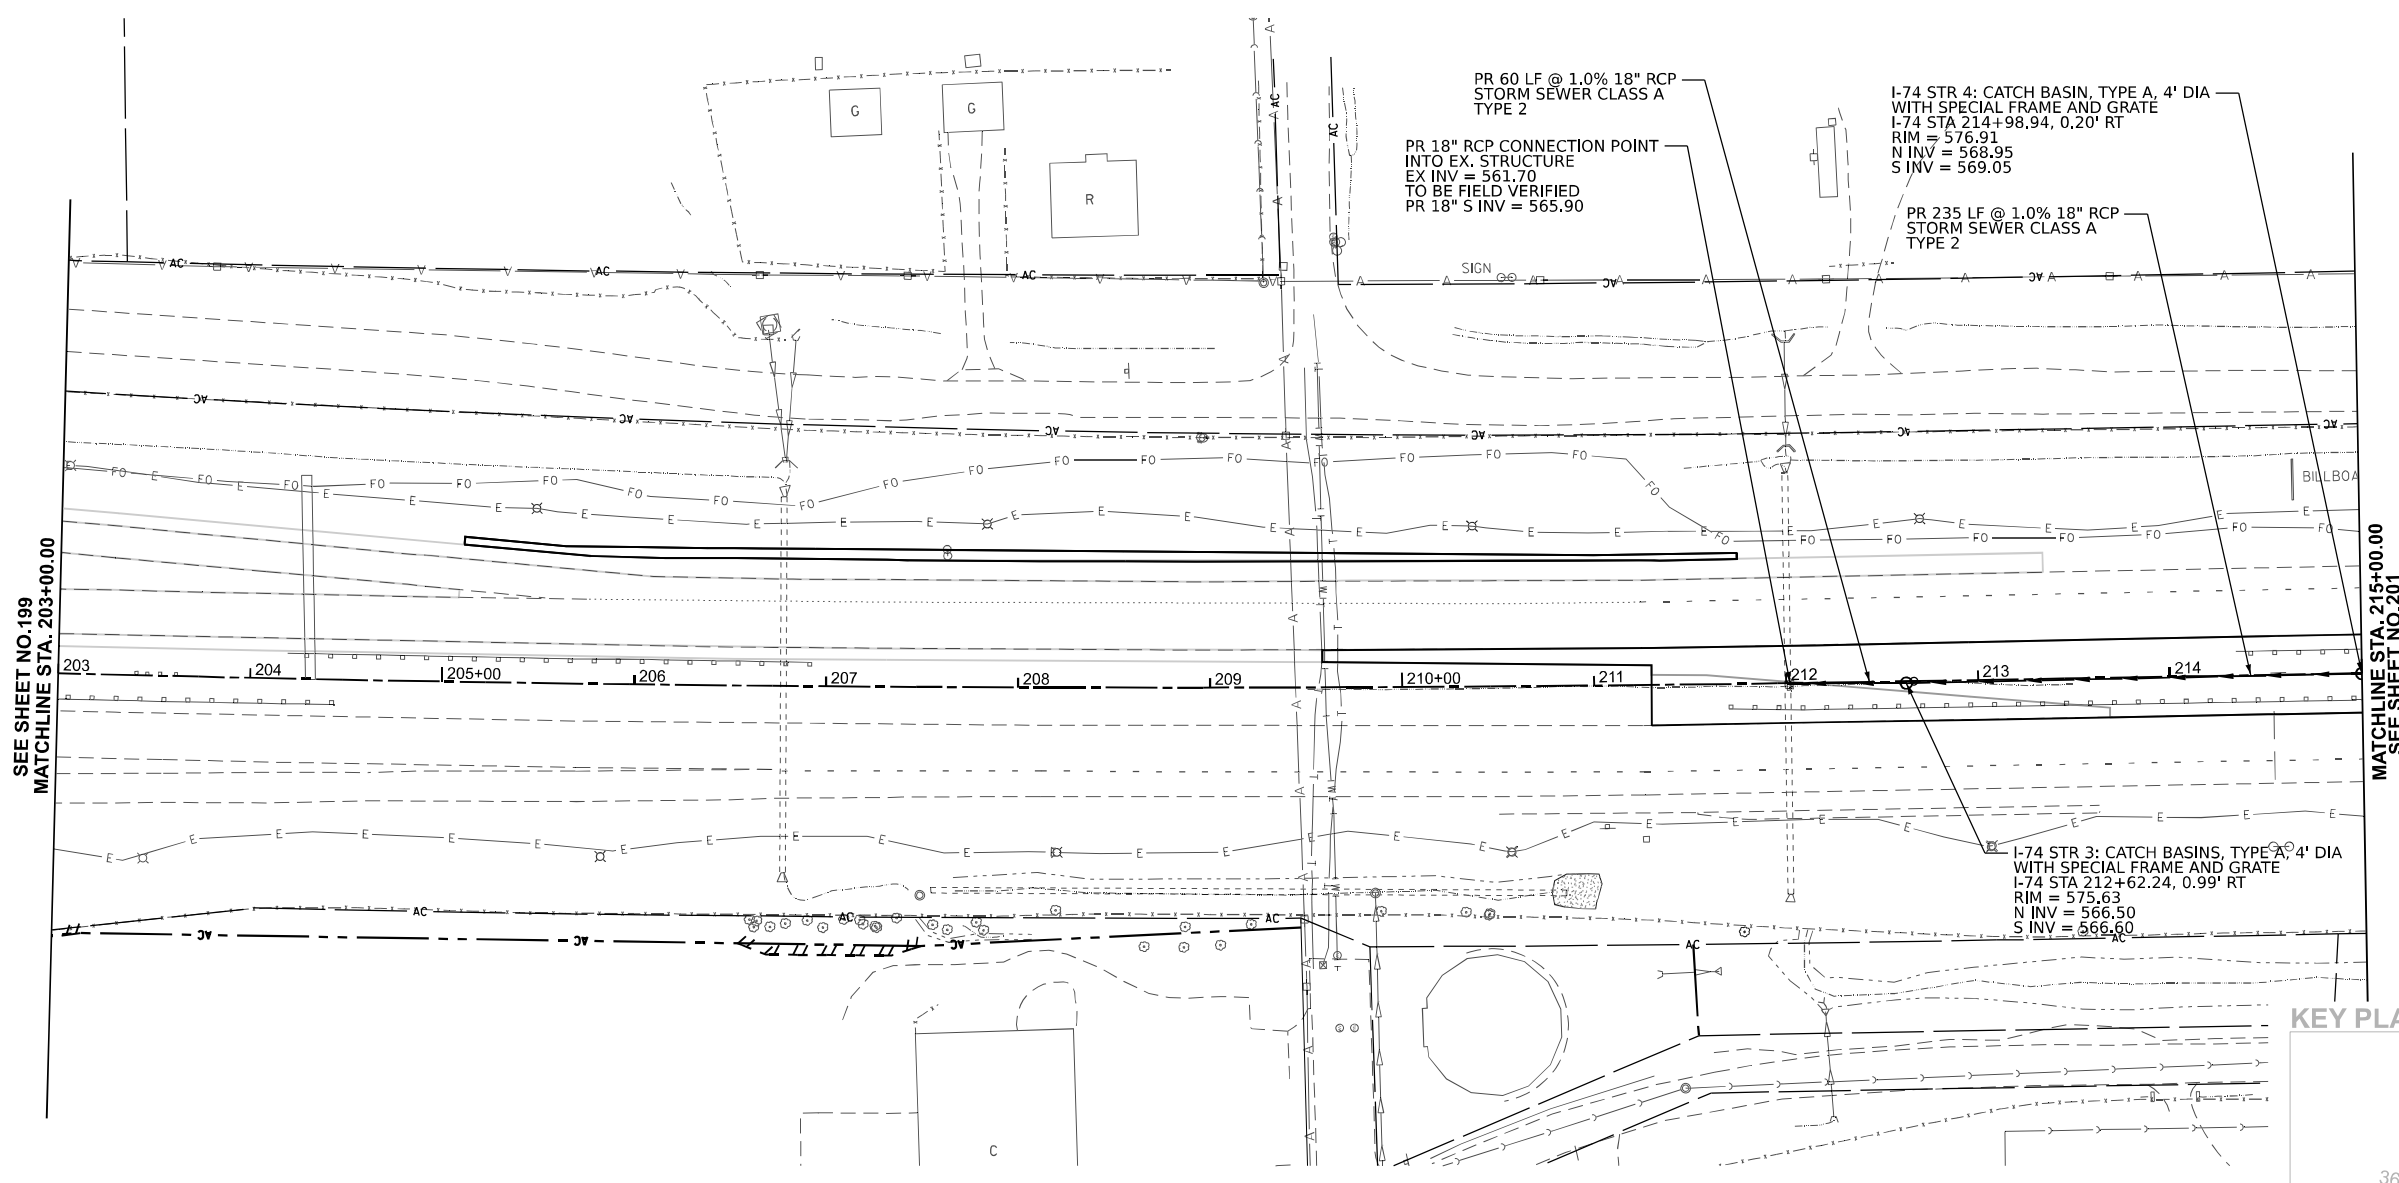 PR 60 LF @ 1.0% 18" RCP
STORM SEWER CLASS A
TYPE 2
PR 18" RCP CONNECTION POINT
INTO EX. STRUCTURE
EX INV = 561.70
TO BE FIELD VERIFIED
PR 18" S INV = 565.90
I-74 STR 4: CATCH BASIN, TYPE A, 4' DIA
WITH SPECIAL FRAME AND GRATE
I-74 STA 214+98.94, 0.20' RT
RIM = 576.91
N INV = 568.95
S INV = 569.05
PR 235 LF @ 1.0% 18" RCP
STORM SEWER CLASS A
TYPE 2
G
G
R
SIGN
BILLBOA
SEE SHEET NO.199
MATCHLINE STA. 203+00.00
203
204
205+00
206
207
208
209
210+00
211
212
213
214
MATCHLINE STA. 215+00.00
SEE SHEET NO.201
I-74 STR 3: CATCH BASINS, TYPE A, 4' DIA
WITH SPECIAL FRAME AND GRATE
I-74 STA 212+62.24, 0.99' RT
RIM = 575.63
N INV = 566.50
S INV = 566.60
C
KEY PLA
36